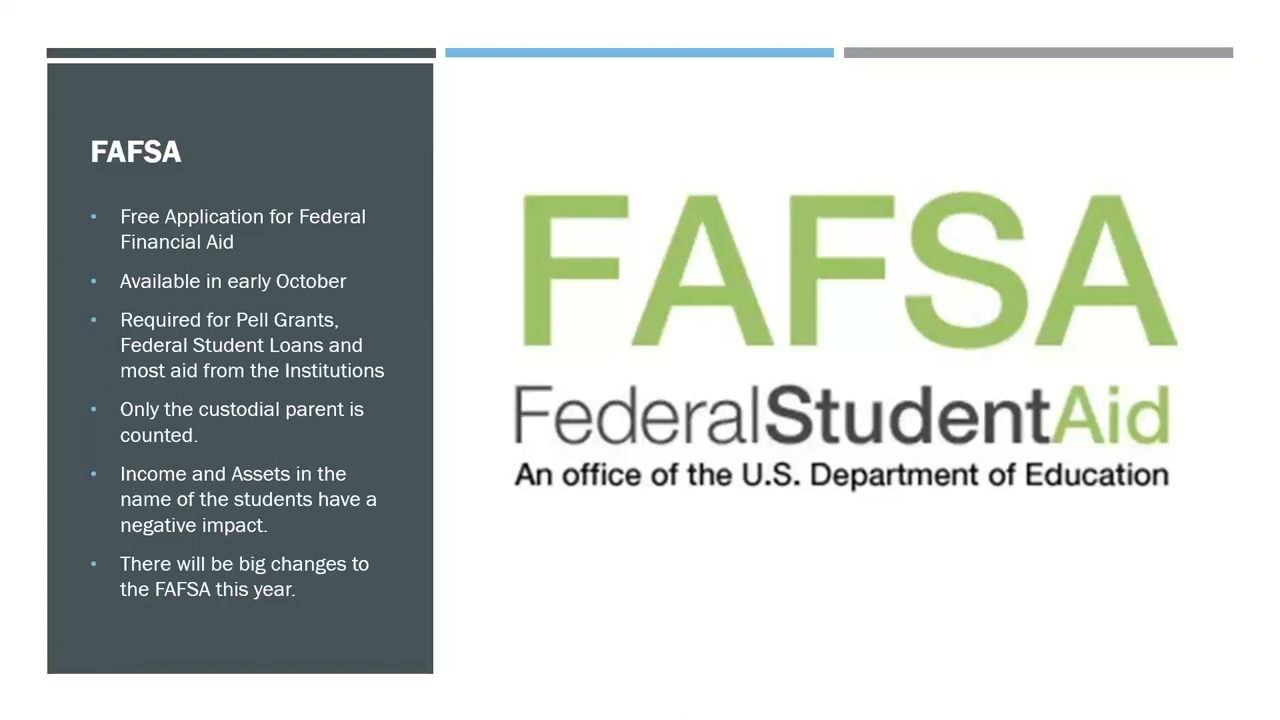 FAFSA
• Free Application for Federal
Financial Aid
• Available in early October
• Required for Pell Grants,
Federal Student Loans and
most aid from the Institutions
• Only the custodial parent is
counted.
• Income and Assets in the
name of the students have a
negative impact.
• There will be big changes to
the FAFSA this year.
FAFSA
FederalStudentAid
An office of the U.S. Department of Education